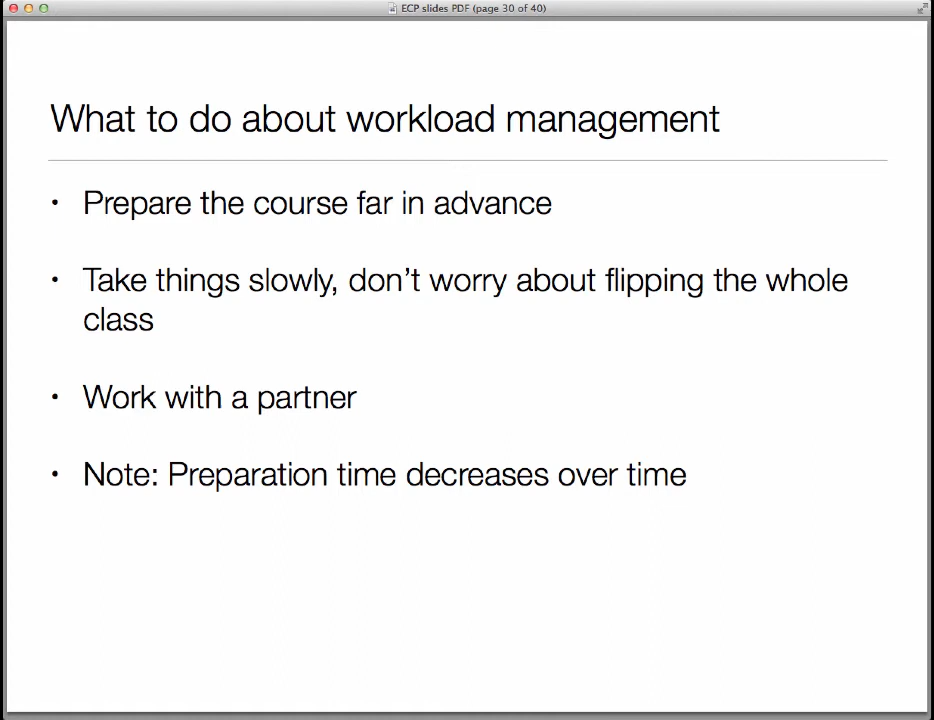 ECP slides PDF (page 30 of 40)
What to do about workload management
• Prepare the course far in advance
• Take things slowly, don’t worry about flipping the whole
class
• Work with a partner
• Note: Preparation time decreases over time